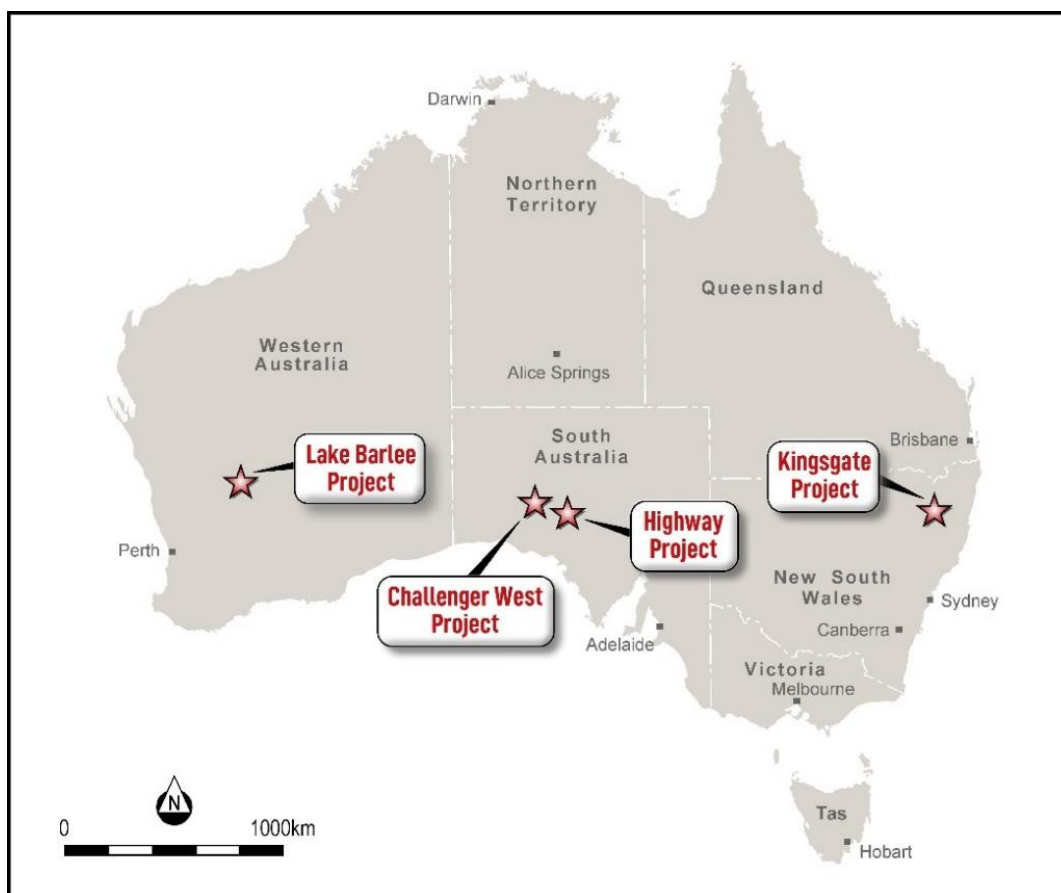 Darwin
Northern
Territory
Queensland
Western
Australia
Alice Springs
South
Australia
Brisbane
Lake Barlee
Project
Kingsgate
Project
Highway
Project
Perth
Challenger West
Project
New South
Wales
Sydney
Canberra
Adelaide
Victoria
Melbourne
N
0
1000km
Tas
Hobart